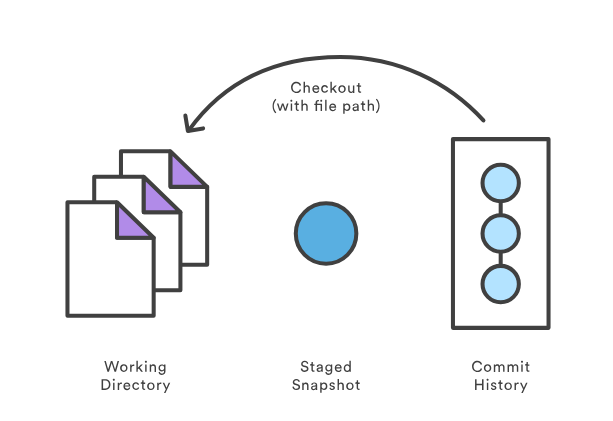 Checkout
(with file path)
Working
Directory
Staged
Snapshot
Commit
History